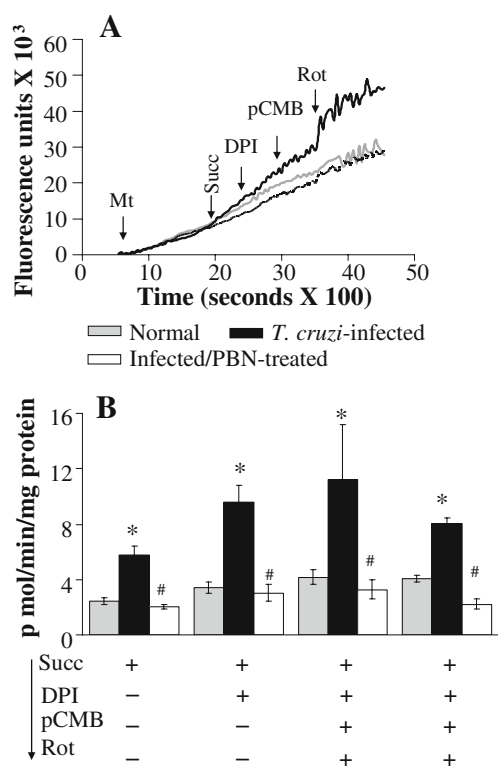 A
Fluorescence units X 10³
60
50
40
30
20
10
0
Mt
Succ
DPI
pCMB
Rot
0 10 20 30 40 50
Time (seconds X 100)
Normal T. cruzi-infected
Infected/PBN-treated
B
p mol/min/mg protein
16
12
8
4
0
* # * # * # * #
Succ + + + +
DPI – + + +
pCMB – – + +
Rot – – + +